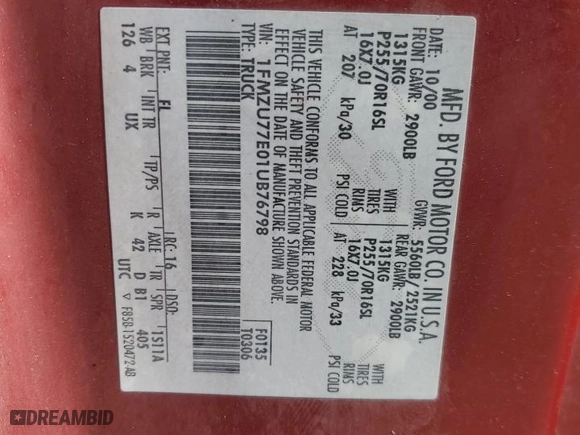 MFD. BY FORD MOTOR CO. IN U.S.A.
DATE: 10/00 GVWR: 5560LB/ 2521KG
FRONT GAWR: 2900LB REAR GAWR: 2900LB
1315KG WITH 1315KG WITH
P255/70R16SL TIRES P255/70R16SL TIRES
16X7.0J RIMS 16X7.0J RIMS
AT 207 kPa/30 PSI COLD AT 228 kPa/33 PSI COLD
THIS VEHICLE CONFORMS TO ALL APPLICABLE FEDERAL MOTOR
VEHICLE SAFETY AND THEFT PREVENTION STANDARDS IN
EFFECT ON THE DATE OF MANUFACTURE SHOWN ABOVE.
VIN: 1FMZU77E01UB76798 F0135
TYPE: TRUCK T0306
EXT PNT: FL RC: 16 DSO:
WB BRK INT TR TP/PS R AXLE TR SPR 1S11A
126 4 UX K 42 D B1 405
UTC ▽ F85B-1520472-AB
DREAMBID